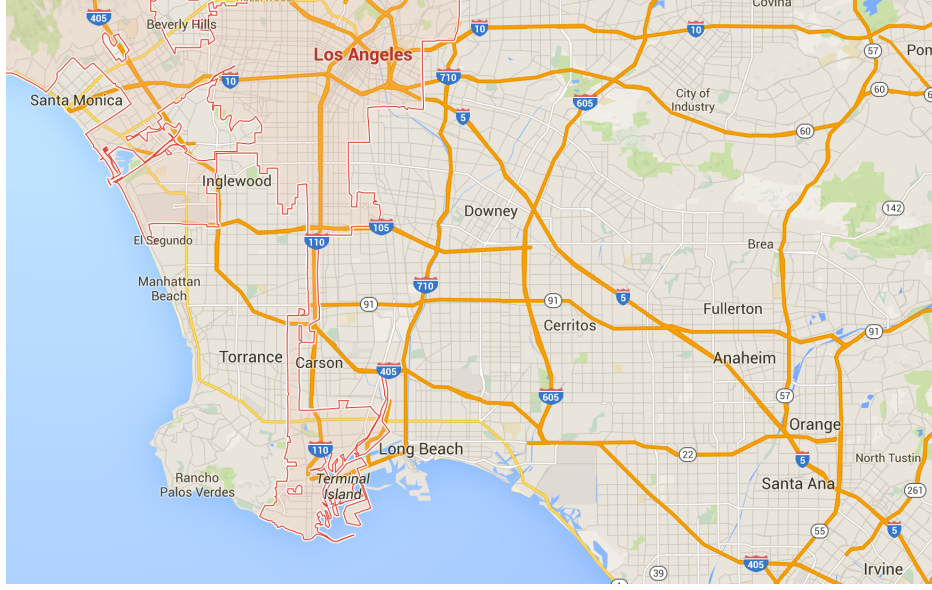 Covina
405
Beverly Hills
10
10
57
Los Angeles
Pom
710
10
60
6
Santa Monica
605
City of
Industry
5
60
Inglewood
Downey
142
105
El Segundo
110
Brea
Manhattan
Beach
710
5
91
91
Fullerton
Cerritos
91
Torrance
Carson
Anaheim
405
605
57
Orange
110
Long Beach
22
5
North Tustin
Rancho
Palos Verdes
Terminal
Island
Santa Ana
261
55
5
405
Irvine
39
1